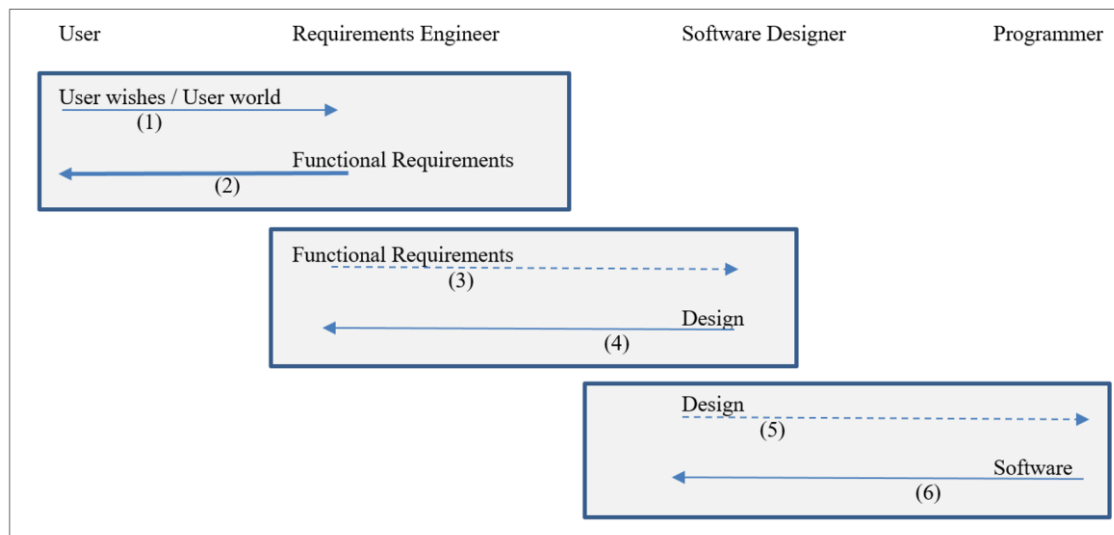 User Requirements Engineer Software Designer Programmer
User wishes / User world
(1)
Functional Requirements
(2)
Functional Requirements
(3)
Design
(4)
Design
(5)
Software
(6)